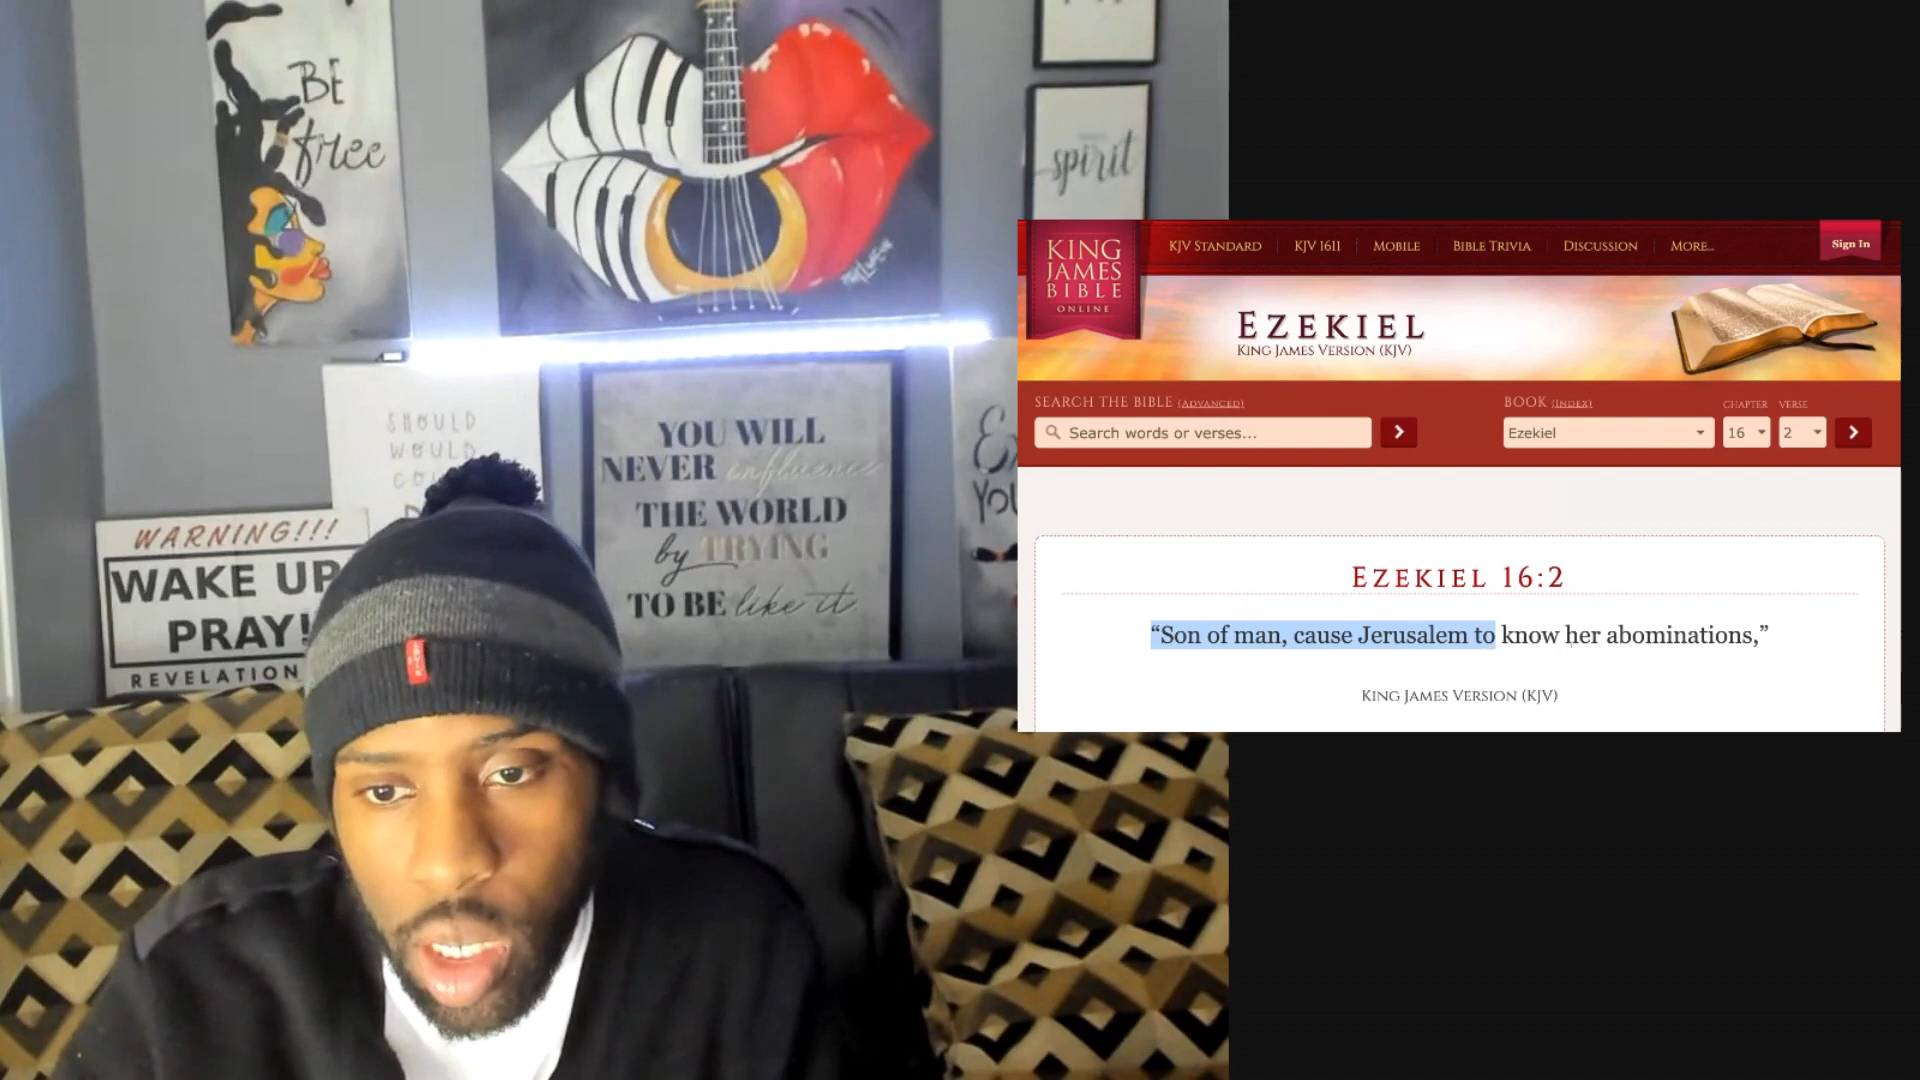 BE
free
spirit
SHOULD
WOULD
YOU WILL
NEVER influence
THE WORLD
by TRYING
TO BE like it.
WARNING!!!
WAKE UP
PRAY!
REVELATION
YOU
KING
JAMES
BIBLE
ONLINE
KJV STANDARD
KJV 1611
MOBILE
BIBLE TRIVIA
DISCUSSION
MORE...
Sign In
EZEKIEL
KING JAMES VERSION (KJV)
SEARCH THE BIBLE (ADVANCED)
Search words or verses...
BOOK (INDEX)
CHAPTER
VERSE
Ezekiel
16
2
EZEKIEL 16:2
“Son of man, cause Jerusalem to know her abominations,”
KING JAMES VERSION (KJV)